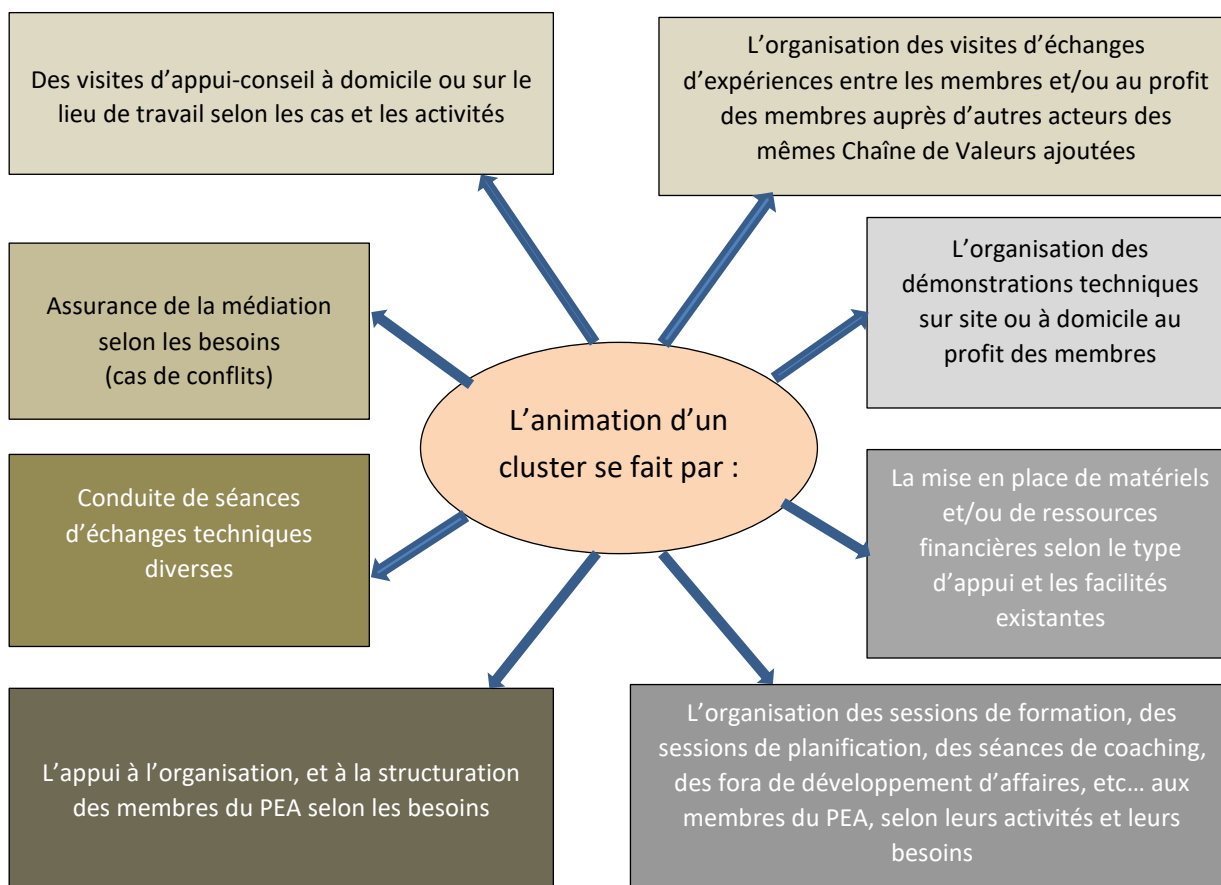 Des visites d’appui-conseil à domicile ou sur le
lieu de travail selon les cas et les activités
L’organisation des visites d’échanges
d’expériences entre les membres et/ou au profit
des membres auprès d’autres acteurs des
mêmes Chaîne de Valeurs ajoutées
Assurance de la médiation
selon les besoins
(cas de conflits)
L’organisation des
démonstrations techniques
sur site ou à domicile au
profit des membres
L’animation d’un
cluster se fait par :
Conduite de séances
d’échanges techniques
diverses
La mise en place de matériels
et/ou de ressources
financières selon le type
d’appui et les facilités
existantes
L’appui à l’organisation, et à la structuration
des membres du PEA selon les besoins
L’organisation des sessions de formation, des
sessions de planification, des séances de coaching,
des fora de développement d’affaires, etc… aux
membres du PEA, selon leurs activités et leurs
besoins